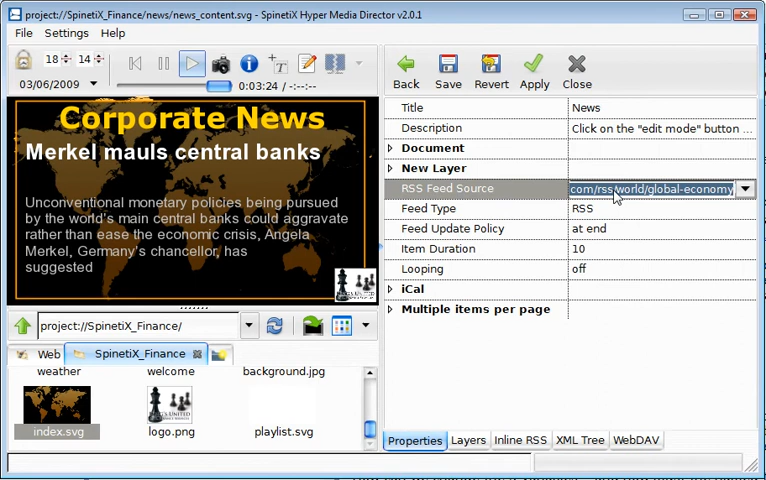 project://SpinetiX_Finance/news/news_content.svg - SpinetiX Hyper Media Director v2.0.1
File Settings Help
18 14
03/06/2009
0:03:24 / -:--:--
Corporate News
Merkel mauls central banks
Unconventional monetary policies being pursued
by the world's main central banks could aggravate
rather than ease the economic crisis, Angela
Merkel, Germany's chancellor, has
suggested
project://SpinetiX_Finance/
Web SpinetiX_Finance
weather welcome background.jpg
index.svg logo.png playlist.svg
Back Save Revert Apply Close
Title News
Description Click on the "edit mode" button ...
Document
New Layer
RSS Feed Source com/rss/world/global-economy
Feed Type RSS
Feed Update Policy at end
Item Duration 10
Looping off
iCal
Multiple items per page
Properties Layers Inline RSS XML Tree WebDAV